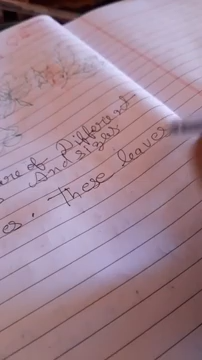 are of Different
And sizes
es. These leaves